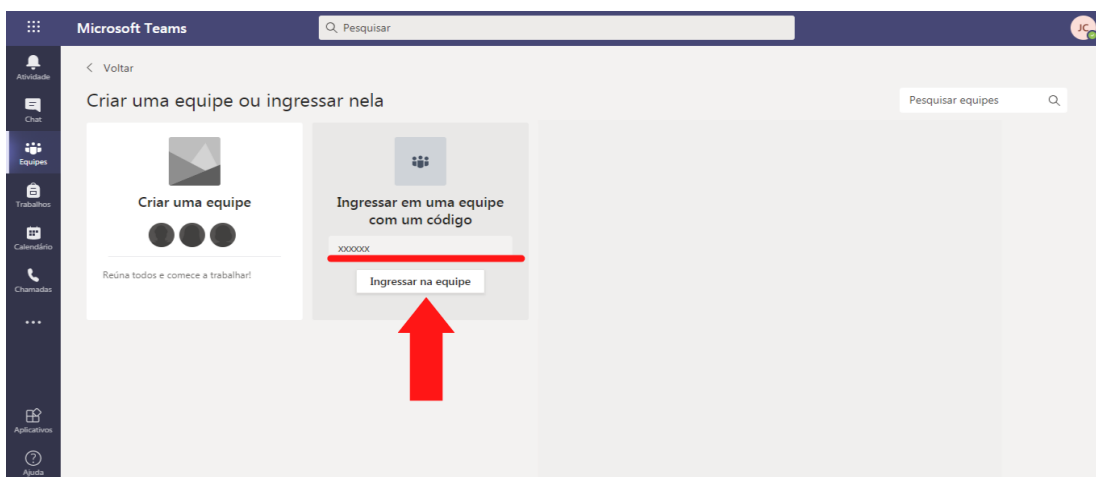 Microsoft Teams
Pesquisar
JC
Atividade
Chat
Equipes
Trabalhos
Calendário
Chamadas
Aplicativos
Ajuda
Voltar
Criar uma equipe ou ingressar nela
Pesquisar equipes
Criar uma equipe
Reúna todos e comece a trabalhar!
Ingressar em uma equipe
com um código
xxxxxx
Ingressar na equipe